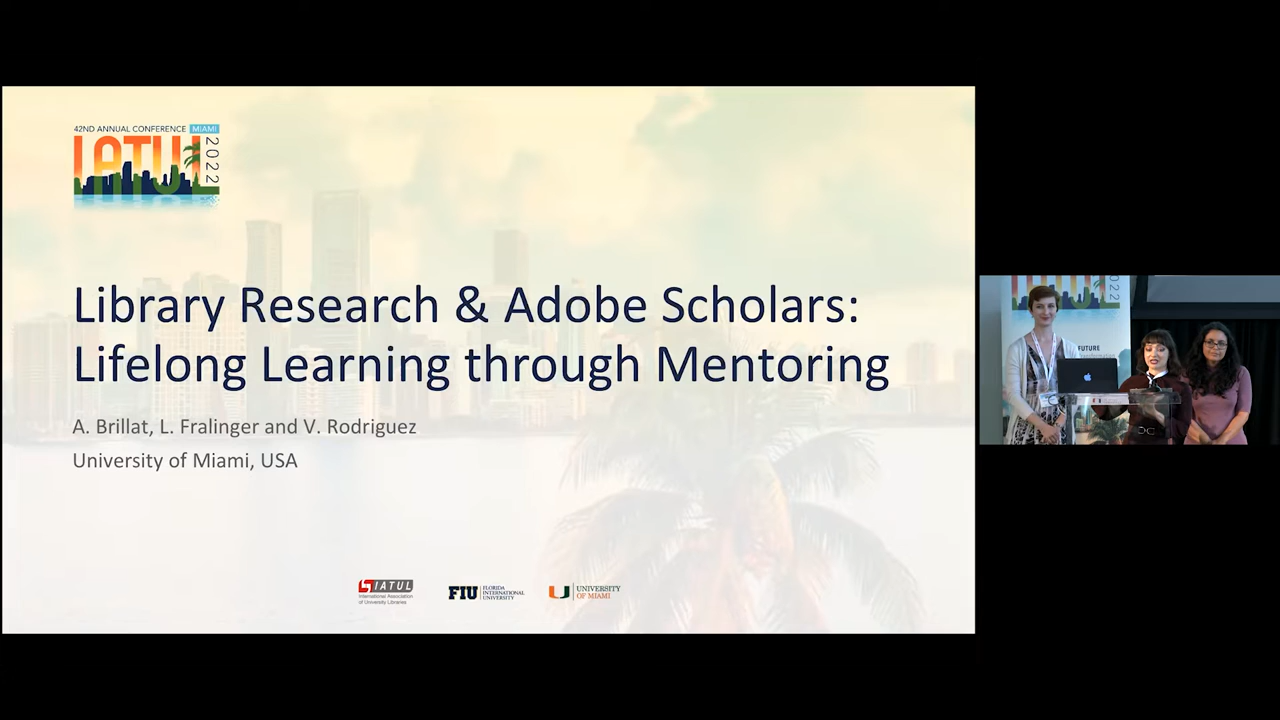 42ND ANNUAL CONFERENCE MIAMI
IATUL 2022
Library Research & Adobe Scholars:
Lifelong Learning through Mentoring
A. Brillat, L. Fralinger and V. Rodriguez
University of Miami, USA
IATUL
International Association
of University Libraries
FIU FLORIDA
INTERNATIONAL
UNIVERSITY
UNIVERSITY
OF MIAMI
2022
FUTURE